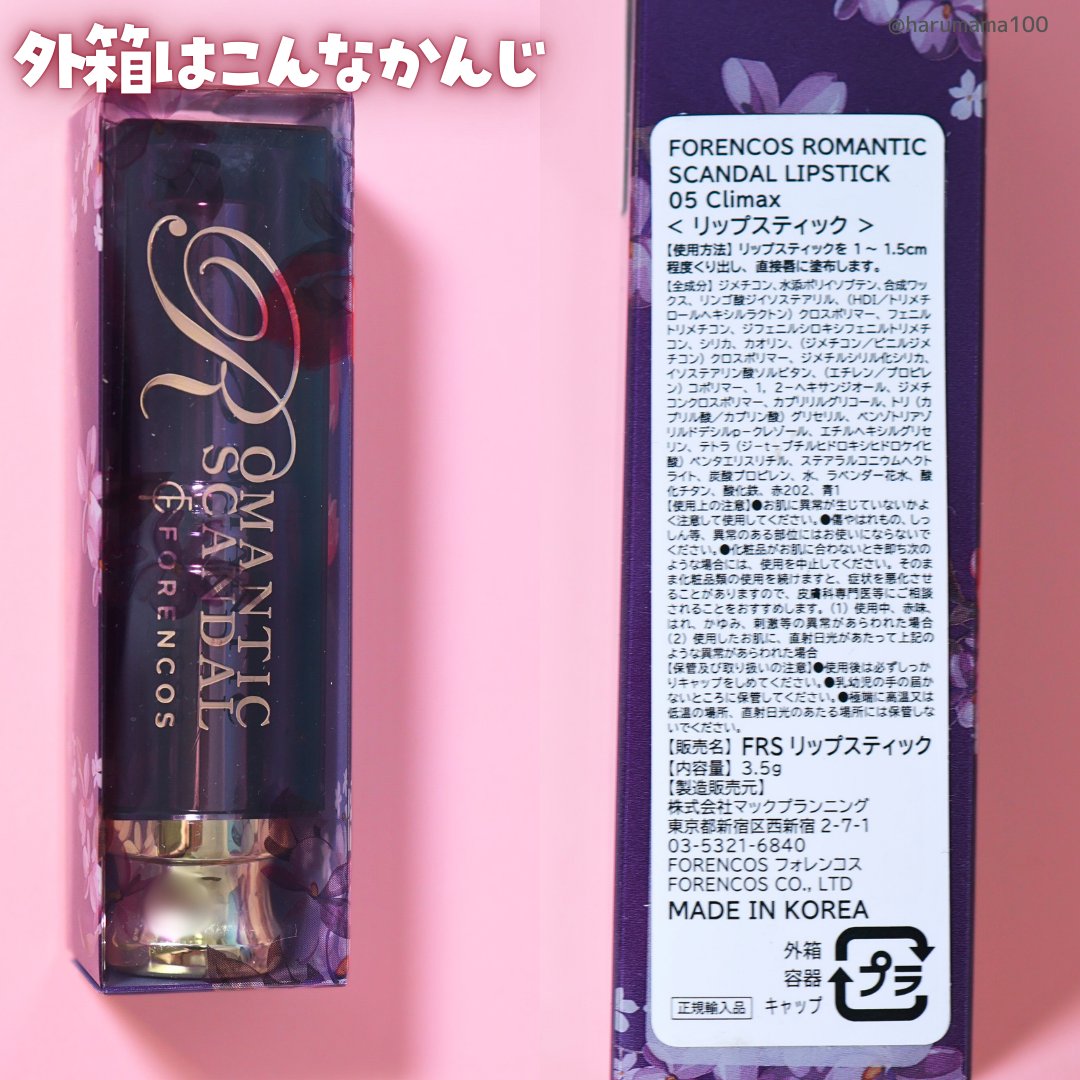 外箱はこんなかんじ
@harumama100
ROMANTIC
SCANDAL
FORENCOS
FORENCOS ROMANTIC
SCANDAL LIPSTICK
05 Climax
< リップスティック >
【使用方法】リップスティックを 1～ 1.5cm
程度くり出し、直接唇に塗布します。
【全成分】ジメチコン、水添ポリイソブテン、合成ワッ
クス、リンゴ酸ジイソステアリル、(HDI／トリメチ
ロールヘキシルラクトン) クロスポリマー、フェニル
トリメチコン、ジフェニルシロキシフェニルトリメチ
コン、シリカ、カオリン、(ジメチコン／ビニルジメ
チコン) クロスポリマー、ジメチルシリル化シリカ、
イソステアリン酸ソルビタン、(エチレン／プロピレ
ン) コポリマー、1, 2－ヘキサンジオール、ジメチ
コンクロスポリマー、カプリリルグリコール、トリ (カ
プリル酸／カプリン酸) グリセリル、ベンゾトリアゾ
リルドデシルp－クレゾール、エチルヘキシルグリセ
リン、テトラ (ジ－t－ブチルヒドロキシヒドロケイヒ
酸) ペンタエリスリチル、ステアラルコニウムヘクト
ライト、炭酸プロピレン、水、ラベンダー花水、酸
化チタン、酸化鉄、赤202、青1
【使用上の注意】●お肌に異常が生じていないかよ
く注意して使用してください。●傷やはれもの、しっ
しん等、異常のある部位にはお使いにならないで
ください。●化粧品がお肌に合わないとき即ち次の
ような場合には、使用を中止してください。そのま
ま化粧品類の使用を続けますと、症状を悪化させ
ることがありますので、皮膚科専門医等にご相談
されることをおすすめします。(1) 使用中、赤味、
はれ、かゆみ、刺激等の異常があらわれた場合
(2) 使用したお肌に、直射日光があたって上記の
ような異常があらわれた場合
【保管及び取り扱いの注意】●使用後は必ずしっか
りキャップをしめてください。●乳幼児の手の届か
ないところに保管してください。●極端に高温又は
低温の場所、直射日光のあたる場所には保管しな
いでください。
【販売名】FRS リップスティック
【内容量】3.5g
【製造販売元】
株式会社マックプランニング
東京都新宿区西新宿 2-7-1
03-5321-6840
FORENCOS フォレンコス
FORENCOS CO., LTD
MADE IN KOREA
外箱
容器
キャップ
プラ
正規輸入品